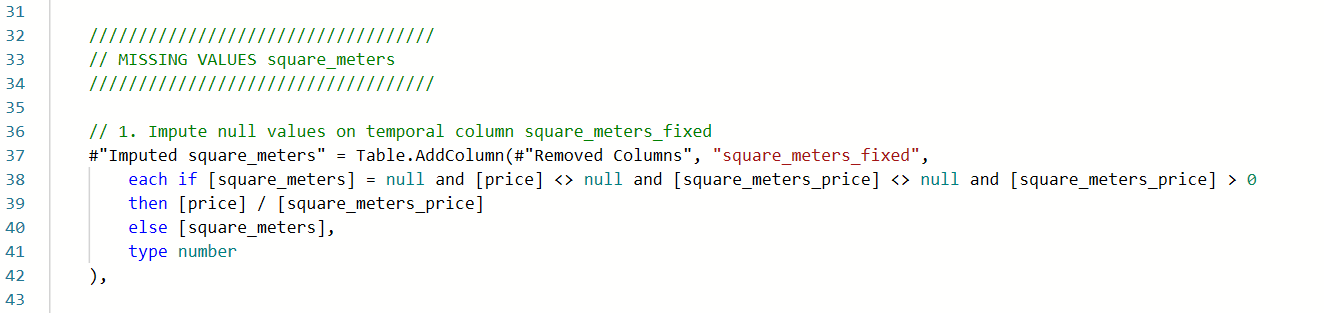 31
32 ///////////////////////////////////
33 // MISSING VALUES square_meters
34 ///////////////////////////////////
35
36 // 1. Impute null values on temporal column square_meters_fixed
37 #"Imputed square_meters" = Table.AddColumn(#"Removed Columns", "square_meters_fixed",
38 each if [square_meters] = null and [price] <> null and [square_meters_price] <> null and [square_meters_price] > 0
39 then [price] / [square_meters_price]
40 else [square_meters],
41 type number
42 ),
43